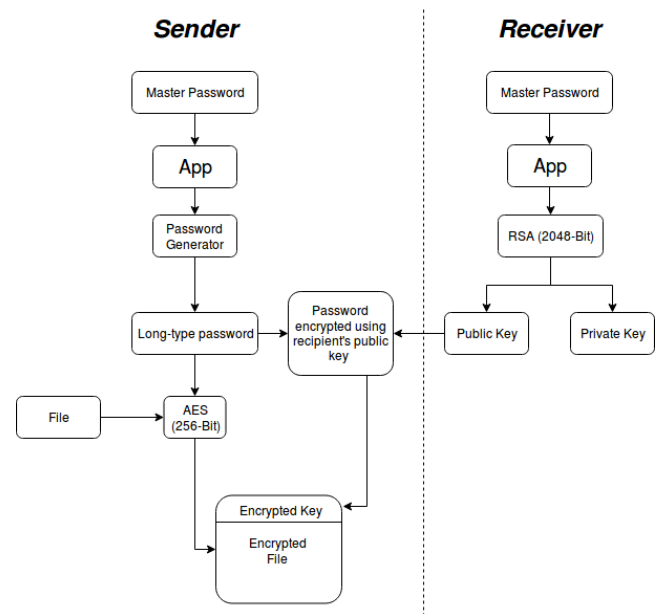 Sender
Receiver
Master Password
Master Password
App
App
Password
Generator
RSA (2048-Bit)
Long-type password
Password
encrypted using
recipient's public
key
Public Key
Private Key
File
AES
(256-Bit)
Encrypted Key
Encrypted
File